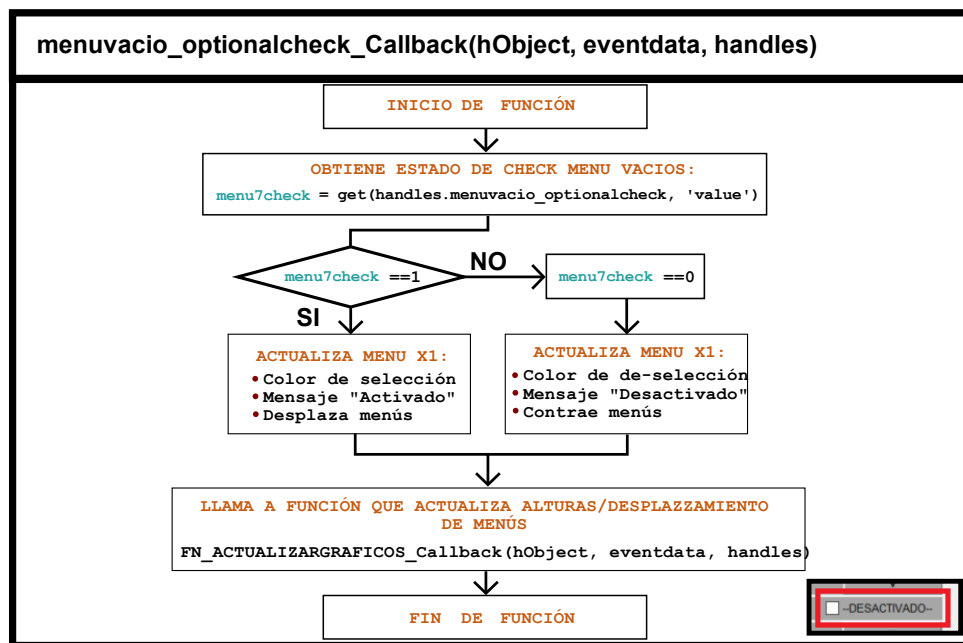 menuvacio_optionalcheck_Callback(hObject, eventdata, handles)
INICIO DE FUNCIÓN
OBTIENE ESTADO DE CHECK MENU VACIOS:
menu7check = get(handles.menuvacio_optionalcheck, 'value')
menu7check ==1
NO
menu7check ==0
SI
ACTUALIZA MENU X1:
• Color de selección
• Mensaje "Activado"
• Desplaza menús
ACTUALIZA MENU X1:
• Color de de-selección
• Mensaje "Desactivado"
• Contrae menús
LLAMA A FUNCIÓN QUE ACTUALIZA ALTURAS/DESPLAZZAMIENTO
DE MENÚS
FN_ACTUALIZARGRAFICOS_Callback(hObject, eventdata, handles)
FIN DE FUNCIÓN
--DESACTIVADO--